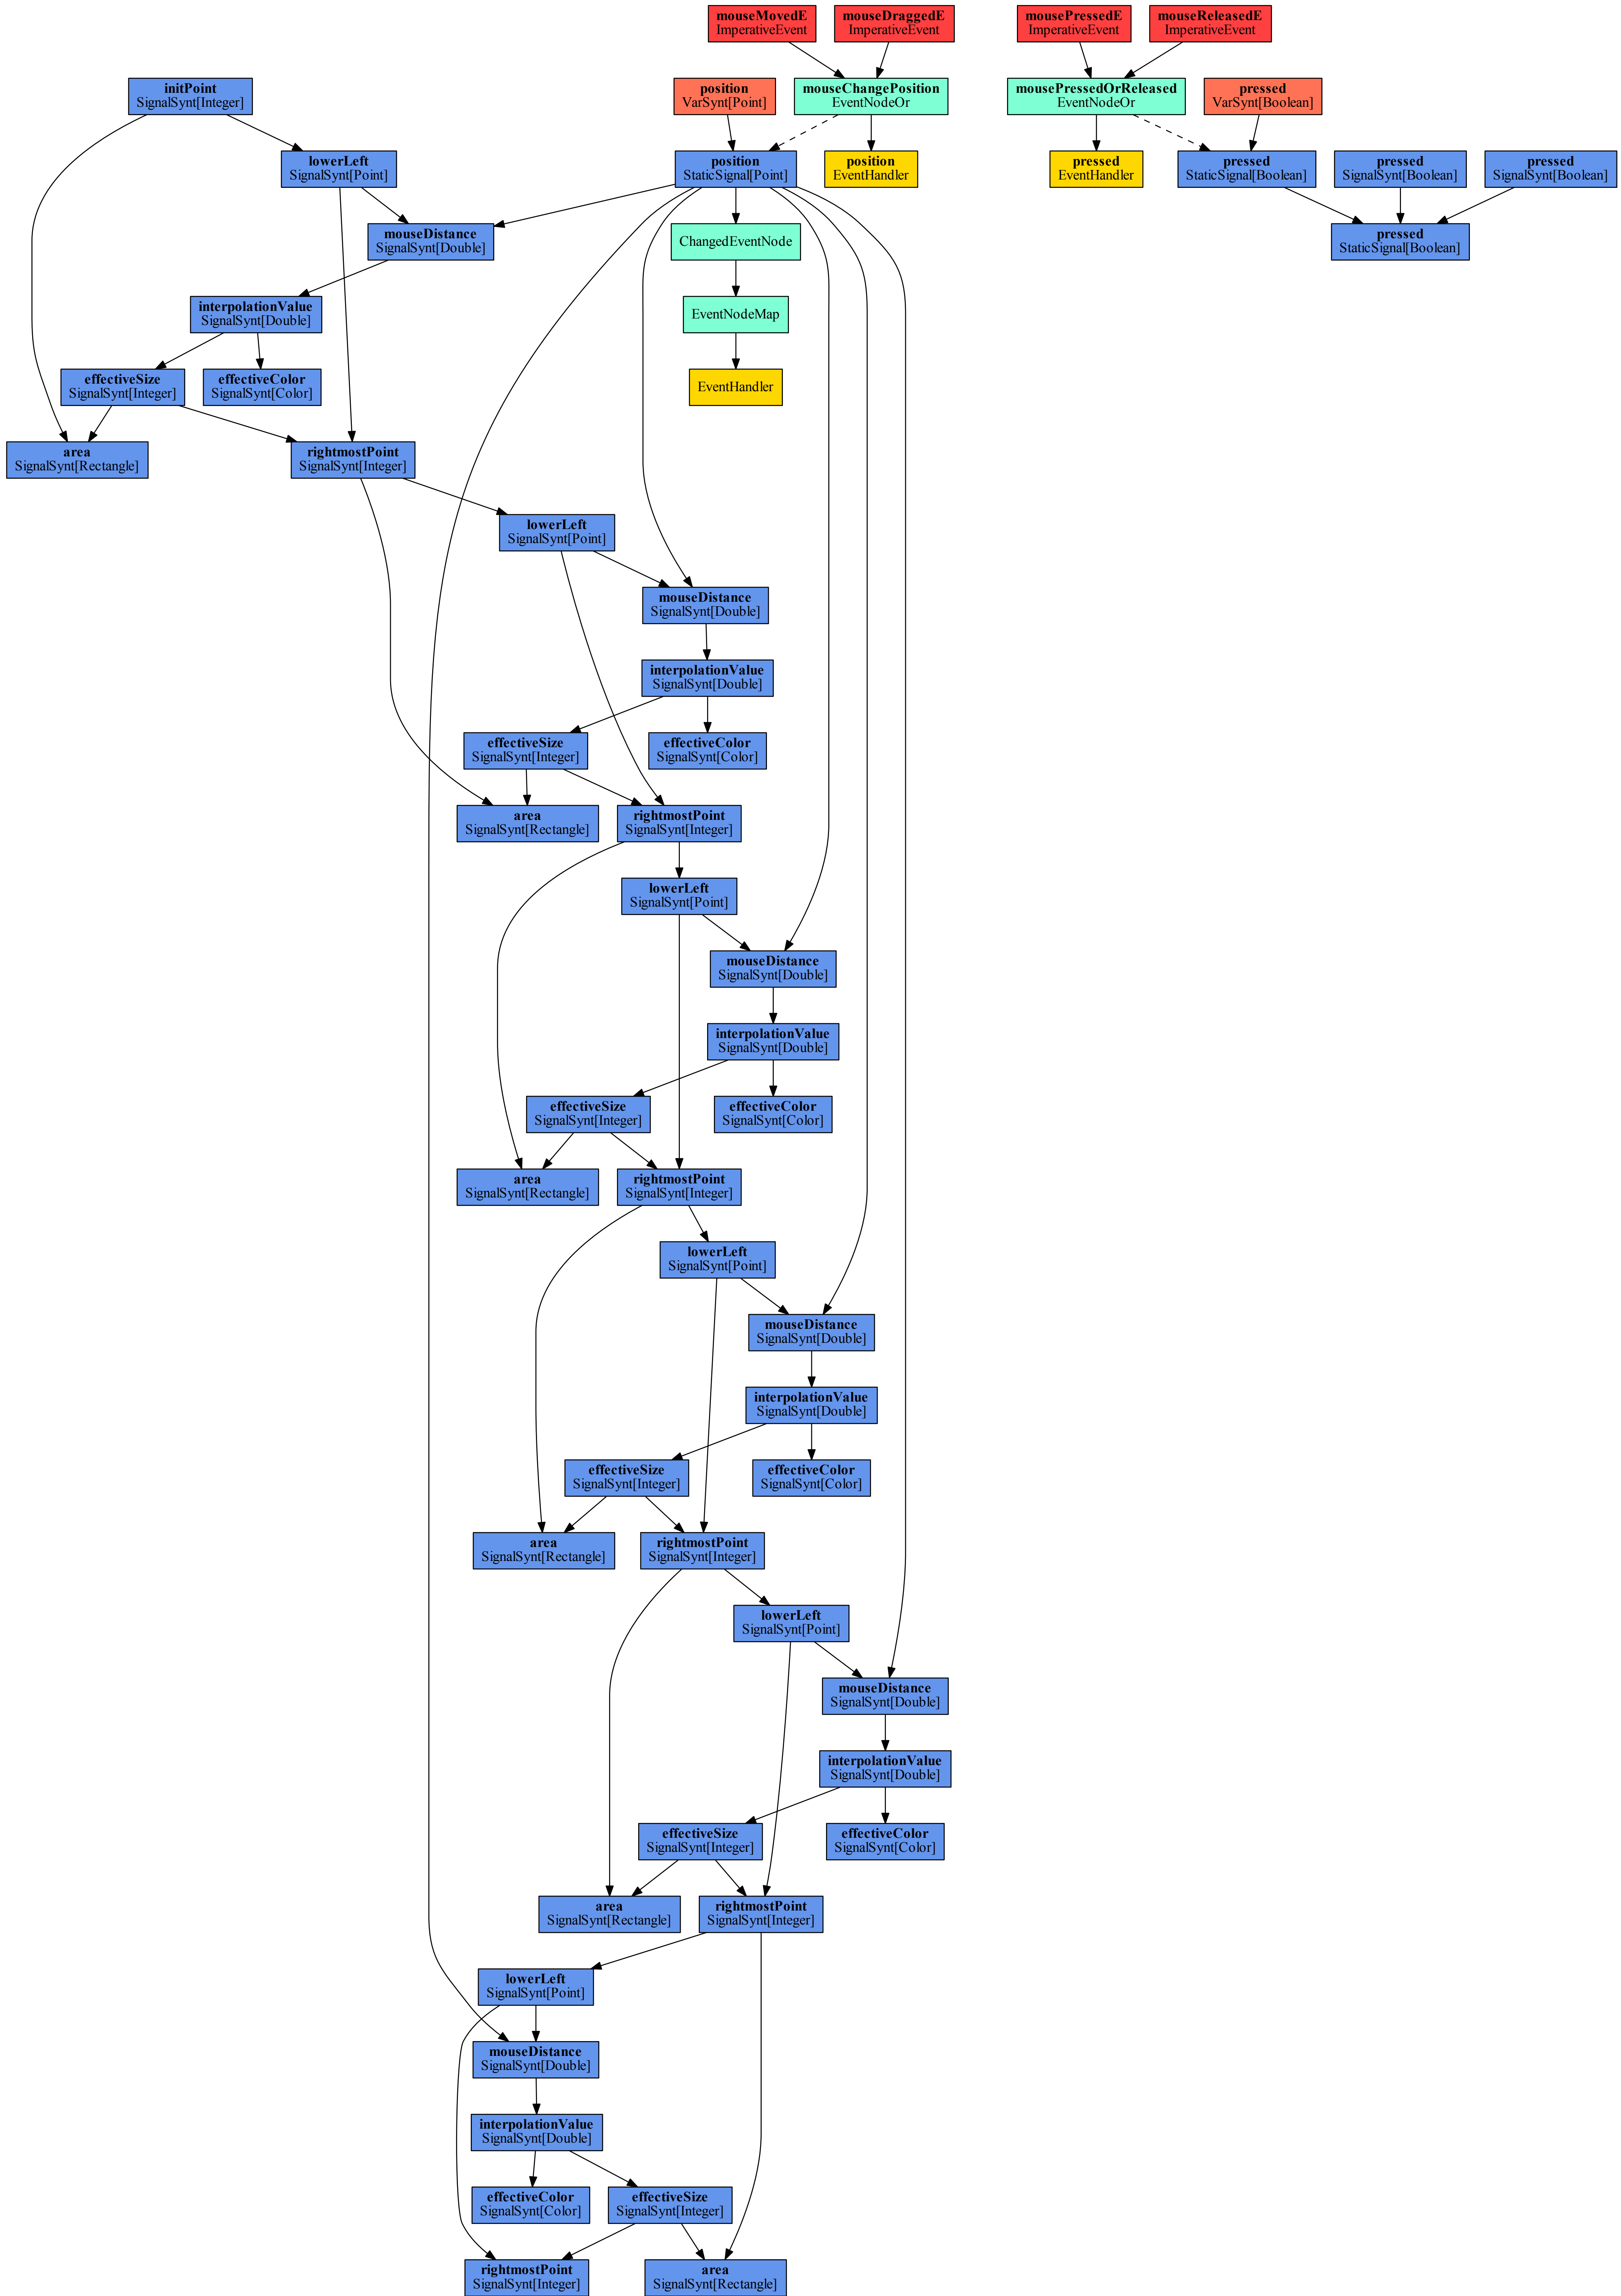 mouseMovedE
ImperativeEvent
mouseDraggedE
ImperativeEvent
mousePressedE
ImperativeEvent
mouseReleasedE
ImperativeEvent
initPoint
SignalSynt[Integer]
position
VarSynt[Point]
mouseChangePosition
EventNodeOr
mousePressedOrReleased
EventNodeOr
pressed
VarSynt[Boolean]
lowerLeft
SignalSynt[Point]
position
StaticSignal[Point]
position
EventHandler
pressed
EventHandler
pressed
StaticSignal[Boolean]
pressed
SignalSynt[Boolean]
pressed
SignalSynt[Boolean]
mouseDistance
SignalSynt[Double]
ChangedEventNode
pressed
StaticSignal[Boolean]
interpolationValue
SignalSynt[Double]
EventNodeMap
effectiveSize
SignalSynt[Integer]
effectiveColor
SignalSynt[Color]
EventHandler
area
SignalSynt[Rectangle]
rightmostPoint
SignalSynt[Integer]
lowerLeft
SignalSynt[Point]
mouseDistance
SignalSynt[Double]
interpolationValue
SignalSynt[Double]
effectiveSize
SignalSynt[Integer]
effectiveColor
SignalSynt[Color]
area
SignalSynt[Rectangle]
rightmostPoint
SignalSynt[Integer]
lowerLeft
SignalSynt[Point]
mouseDistance
SignalSynt[Double]
interpolationValue
SignalSynt[Double]
effectiveSize
SignalSynt[Integer]
effectiveColor
SignalSynt[Color]
area
SignalSynt[Rectangle]
rightmostPoint
SignalSynt[Integer]
lowerLeft
SignalSynt[Point]
mouseDistance
SignalSynt[Double]
interpolationValue
SignalSynt[Double]
effectiveSize
SignalSynt[Integer]
effectiveColor
SignalSynt[Color]
area
SignalSynt[Rectangle]
rightmostPoint
SignalSynt[Integer]
lowerLeft
SignalSynt[Point]
mouseDistance
SignalSynt[Double]
interpolationValue
SignalSynt[Double]
effectiveSize
SignalSynt[Integer]
effectiveColor
SignalSynt[Color]
area
SignalSynt[Rectangle]
rightmostPoint
SignalSynt[Integer]
lowerLeft
SignalSynt[Point]
mouseDistance
SignalSynt[Double]
interpolationValue
SignalSynt[Double]
effectiveColor
SignalSynt[Color]
effectiveSize
SignalSynt[Integer]
rightmostPoint
SignalSynt[Integer]
area
SignalSynt[Rectangle]